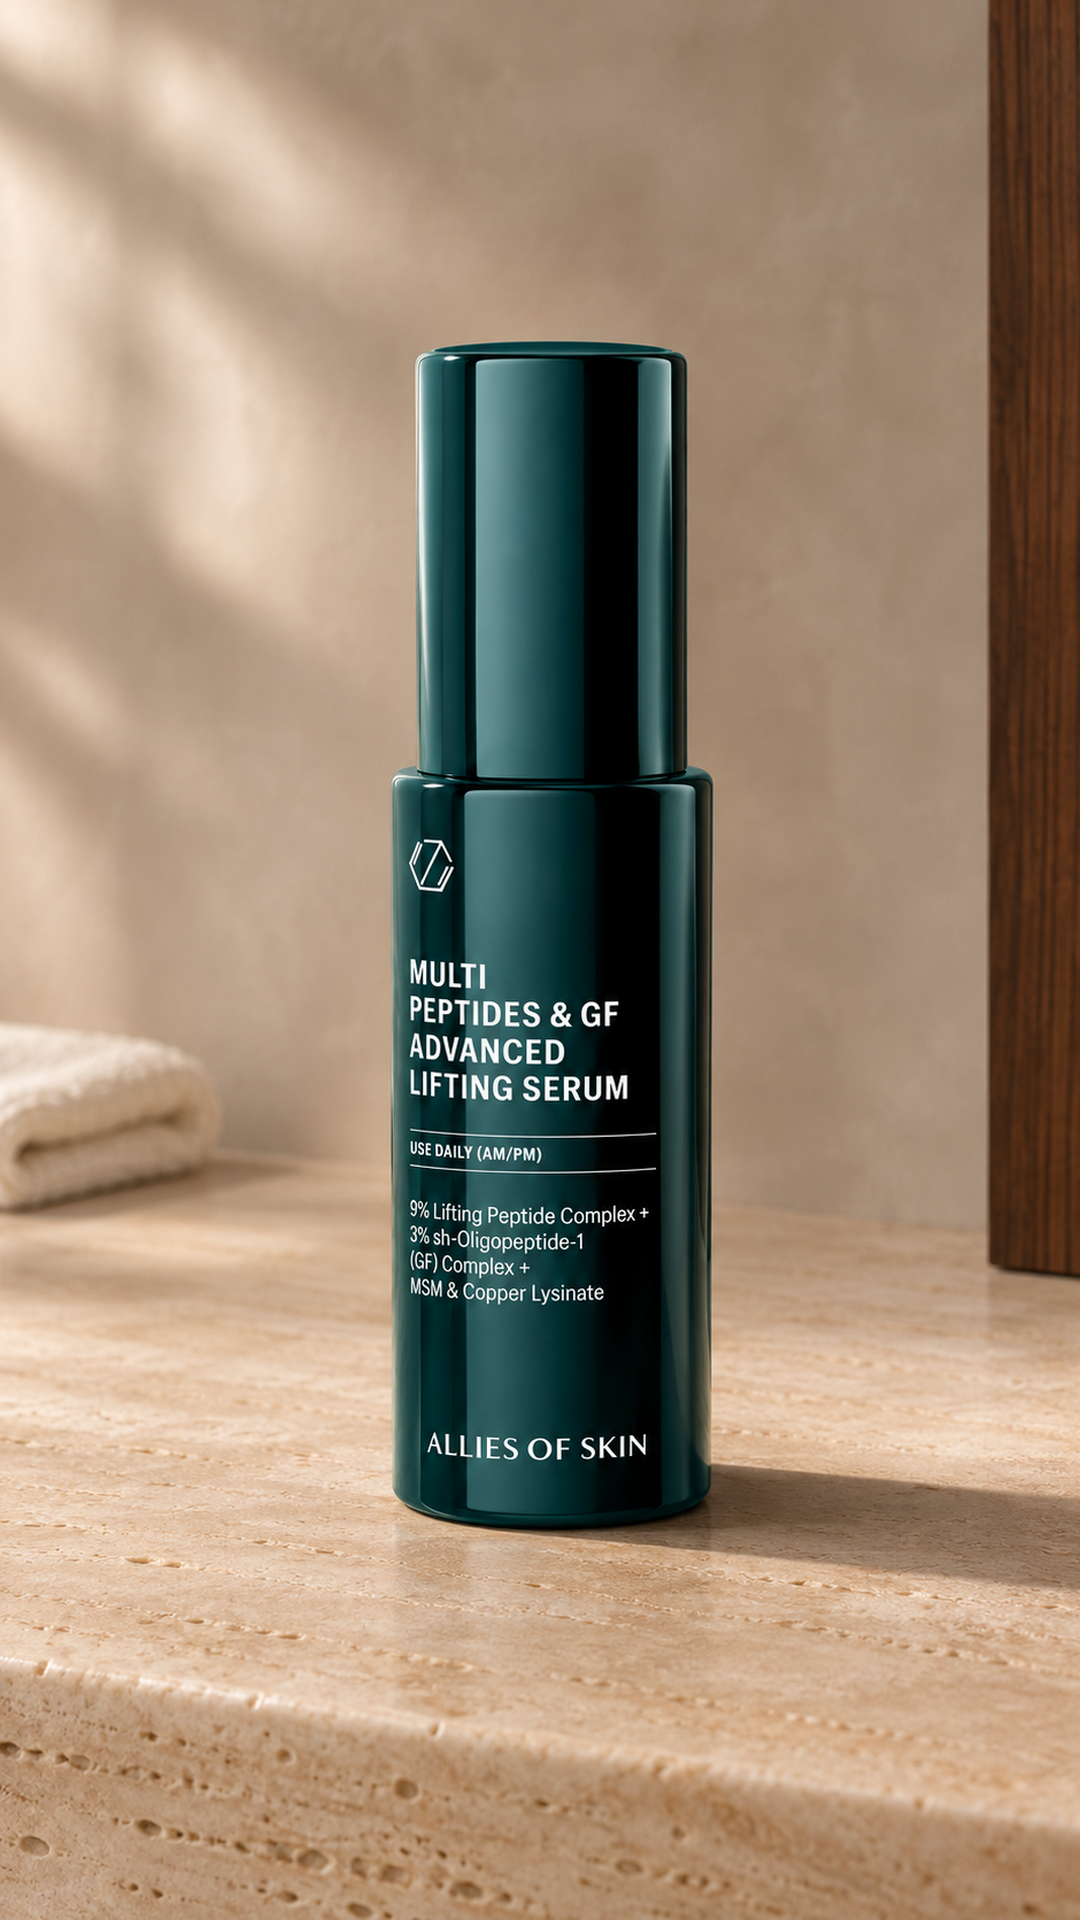 MULTI
PEPTIDES & GF
ADVANCED
LIFTING SERUM
USE DAILY (AM/PM)
9% Lifting Peptide Complex +
3% sh-Oligopeptide-1
(GF) Complex +
MSM & Copper Lysinate
ALLIES OF SKIN